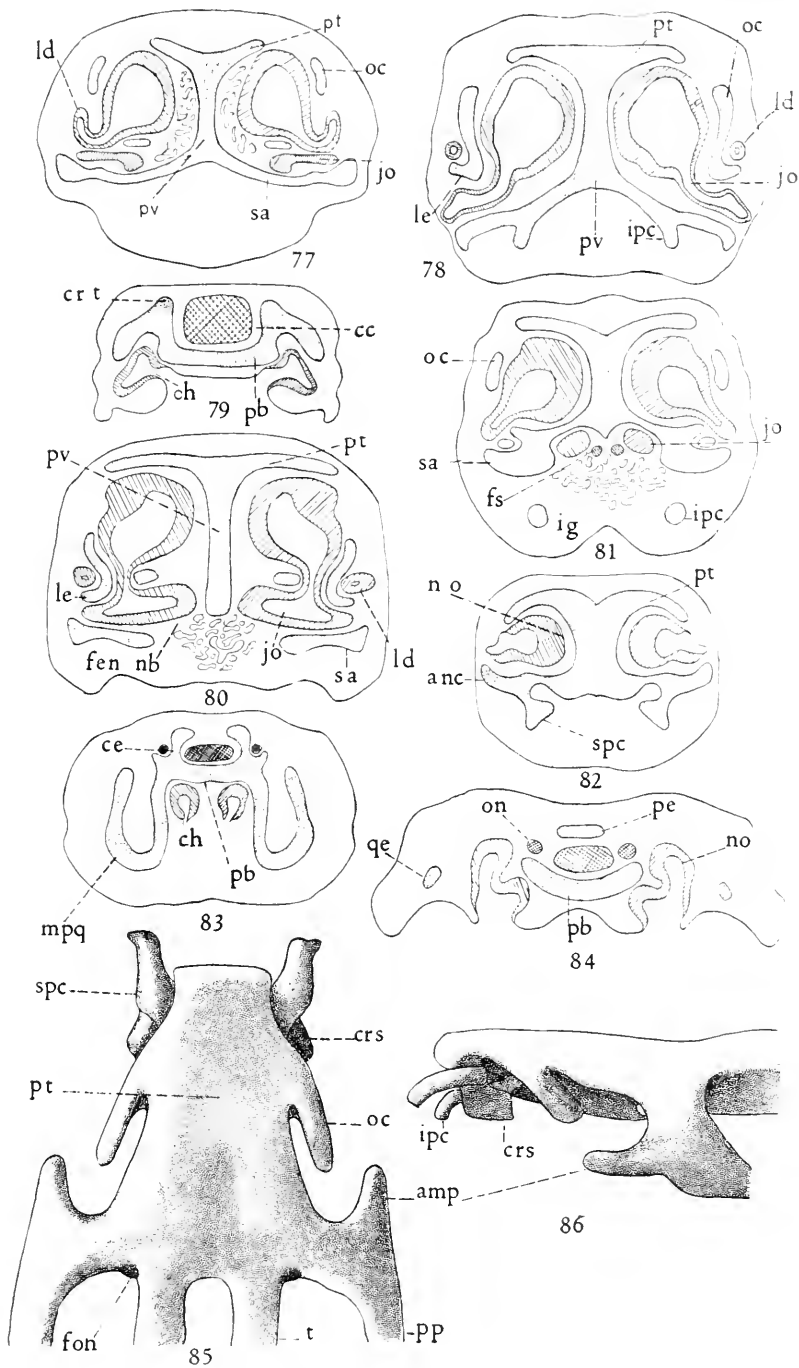 pt
ld
oc
jo
pv
sa
77
pt
oc
ld
jo
le
pv
ipc
78
cr t
cc
ch
pb
79
oc
jo
sa
fs
ig
ipc
81
pv
pt
le
fen
nb
jo
sa
ld
80
no
pt
anc
spc
82
ce
ch
pb
mpq
83
on
pe
qe
no
pb
84
spc
crs
pt
oc
amp
fon
t
pp
85
ipc
crs
86